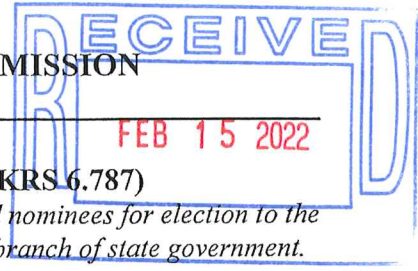 RECEIVED
MISSION
FEB 15 2022
KRS 6.787)
nominees for election to the
branch of state government.